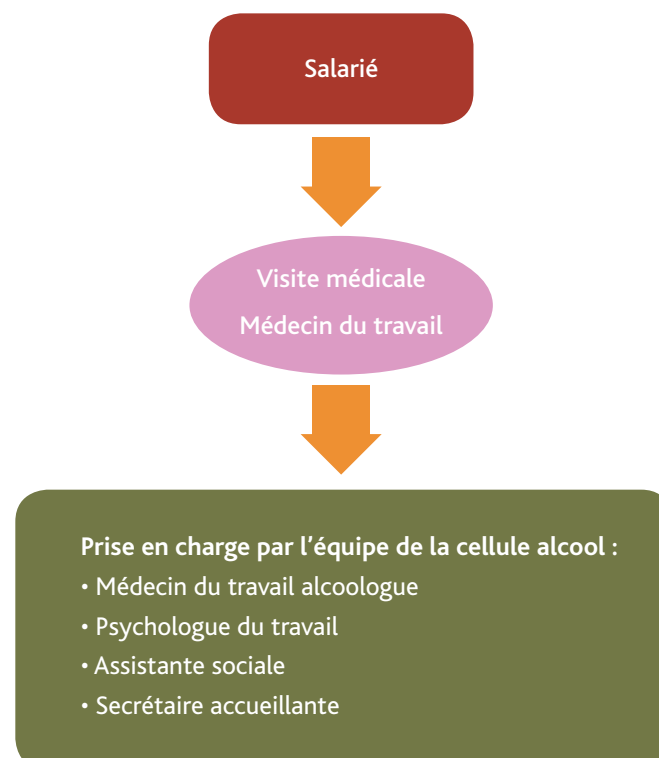 Salarié
Visite médicale
Médecin du travail
Prise en charge par l’équipe de la cellule alcool :
• Médecin du travail alcoologue
• Psychologue du travail
• Assistante sociale
• Secrétaire accueillante